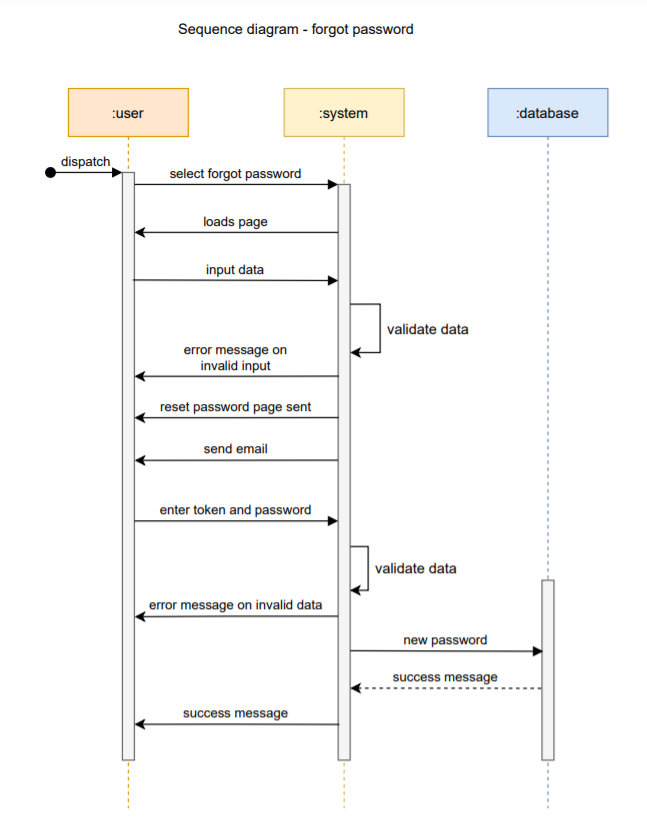 Sequence diagram - forgot password
:user
:system
:database
dispatch
select forgot password
loads page
input data
validate data
error message on
invalid input
reset password page sent
send email
enter token and password
validate data
error message on invalid data
new password
success message
success message